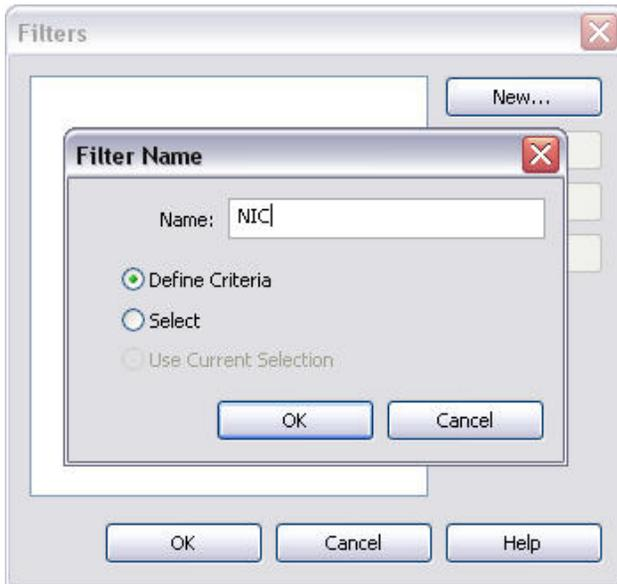 Filters
New...
Filter Name
Name: NIC
Define Criteria
Select
Use Current Selection
OK Cancel
OK Cancel Help